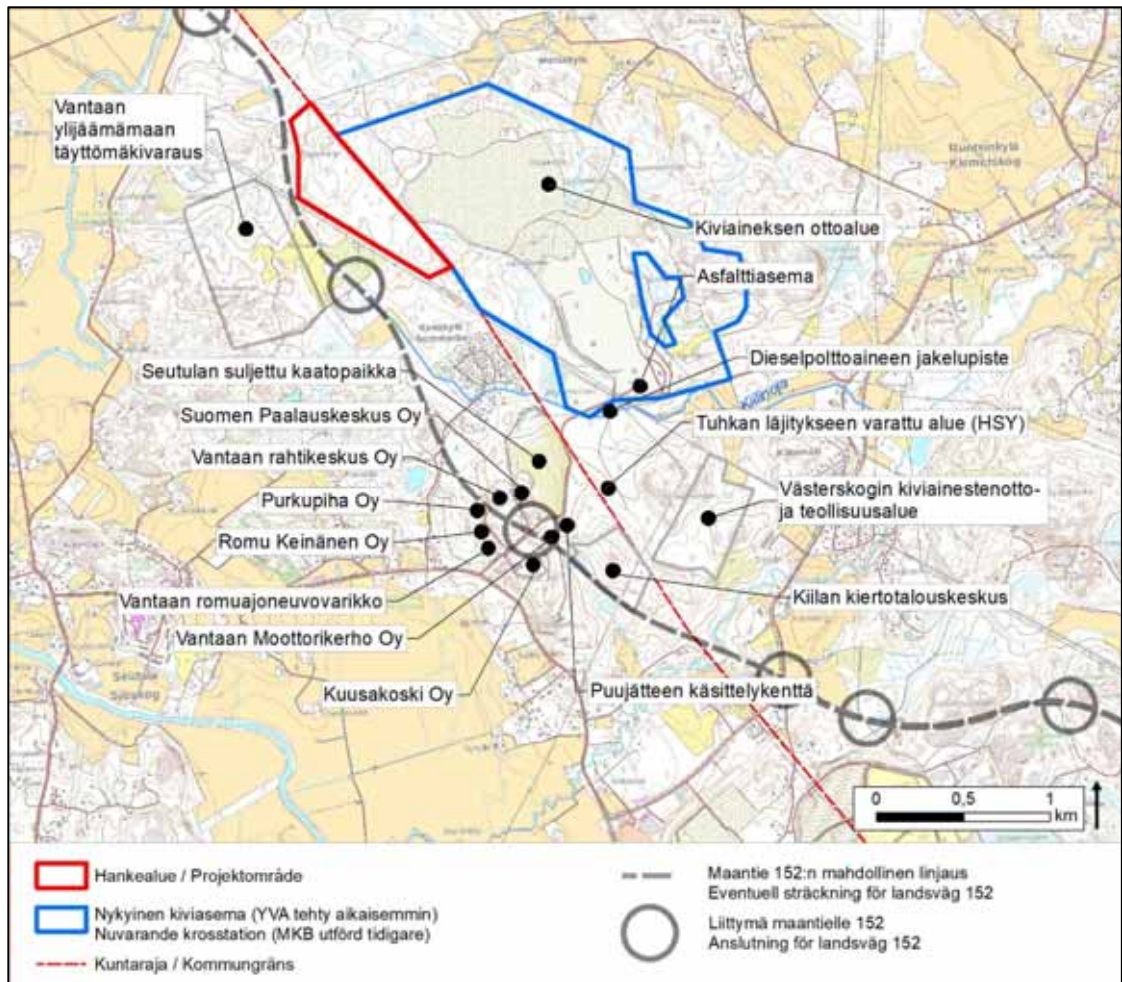 Vantaan
ylijäämämaan
täyttömäkivaraus
Kiviaineksen ottoalue
Asfalttiasema
Dieselpolttoaineen jakelupiste
Seutulan suljettu kaatopaikka
Suomen Paalauskeskus Oy
Tuhkan läjitykseen varattu alue (HSY)
Vantaan rahtikeskus Oy
Purkupiha Oy
Västerskogin kiviainestenotto-
ja teollisuusalue
Romu Keinänen Oy
Vantaan romuajoneuvovarikko
Kiilan kiertotalouskeskus
Vantaan Moottorikerho Oy
Kuusakoski Oy
Puujätteen käsittelykenttä
Seutula
0 0,5 1
km
Hankealue / Projektområde
Nykyinen kiviasema (YVA tehty aikaisemmin)
Nuvarande krosstation (MKB utförd tidigare)
Kuntaraja / Kommungräns
Maantie 152:n mahdollinen linjaus
Eventuell sträckning för landsväg 152
Liittymä maantielle 152
Anslutning för landsväg 152